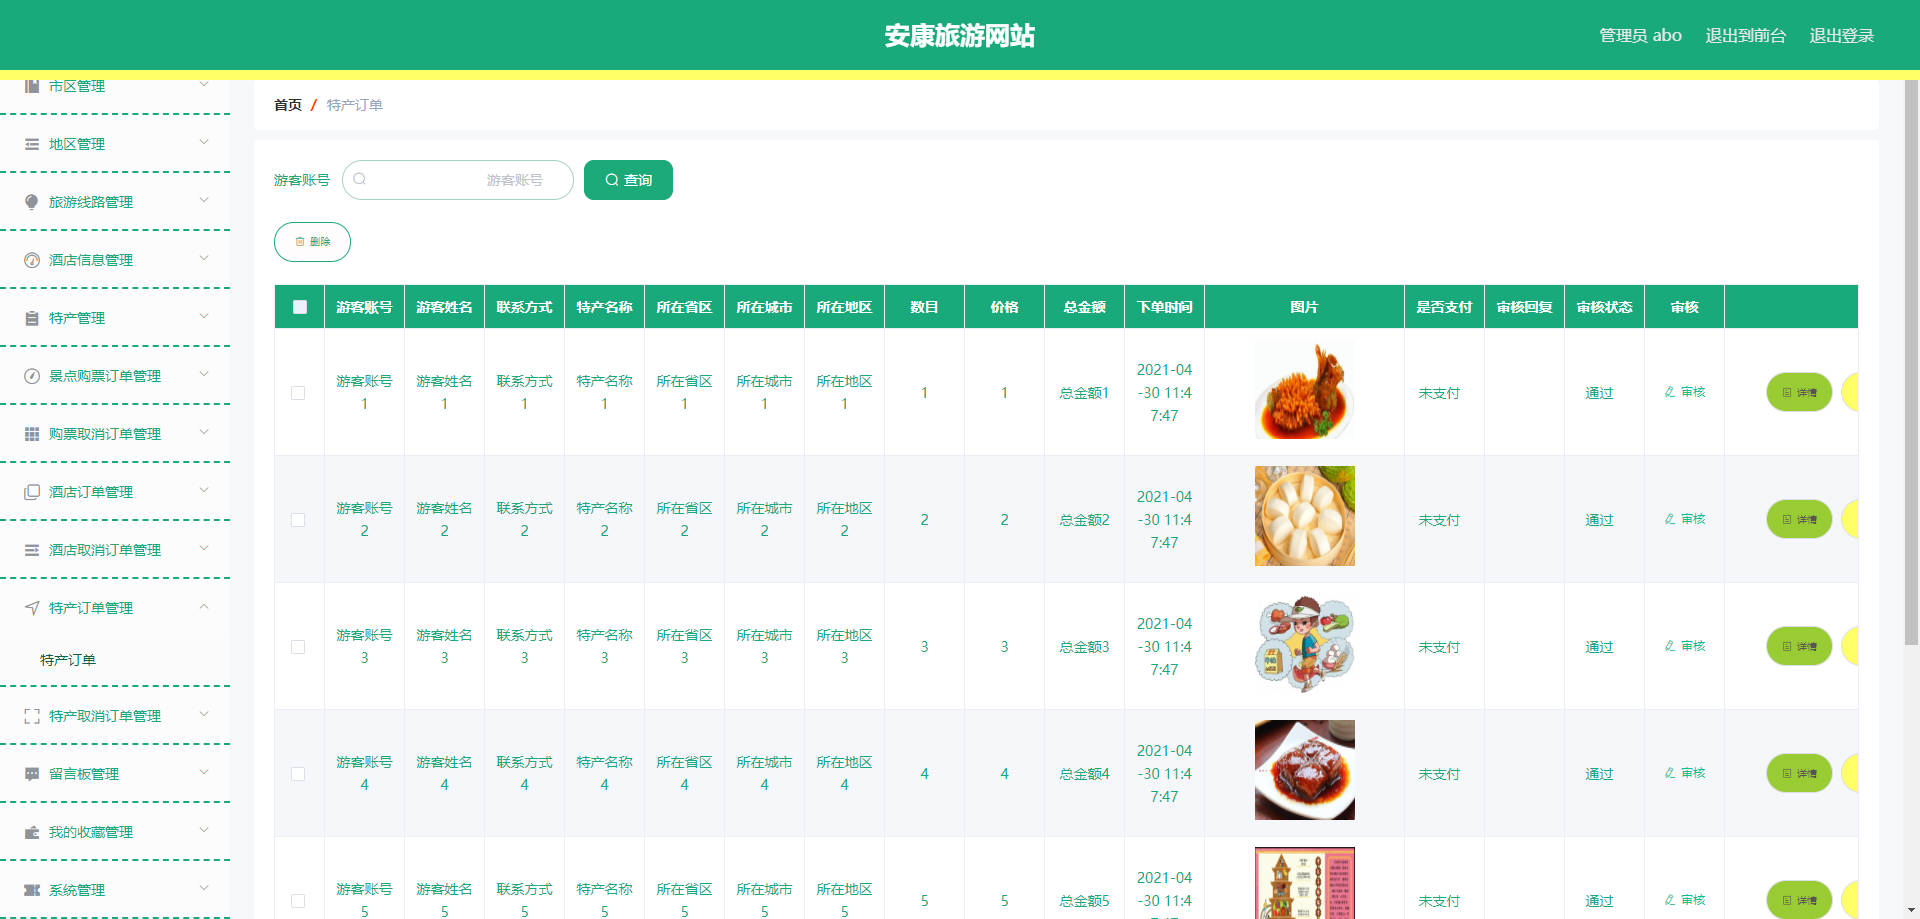 安康旅游网站
管理员 abo 退出到前台 退出登录
市区管理
地区管理
旅游线路管理
酒店信息管理
特产管理
景点购票订单管理
购票取消订单管理
酒店订单管理
酒店取消订单管理
特产订单管理
特产订单
特产取消订单管理
留言板管理
我的收藏管理
系统管理
首页 / 特产订单
游客账号 游客账号 查询
删除
游客账号 游客姓名 联系方式 特产名称 所在省区 所在城市 所在地区 数目 价格 总金额 下单时间 图片 是否支付 审核回复 审核状态 审核
游客账号1 游客姓名1 联系方式1 特产名称1 所在省区1 所在城市1 所在地区1 1 1 总金额1 2021-04-30 11:47:47 未支付 通过 审核 详情
游客账号2 游客姓名2 联系方式2 特产名称2 所在省区2 所在城市2 所在地区2 2 2 总金额2 2021-04-30 11:47:47 未支付 通过 审核 详情
游客账号3 游客姓名3 联系方式3 特产名称3 所在省区3 所在城市3 所在地区3 3 3 总金额3 2021-04-30 11:47:47 未支付 通过 审核 详情
游客账号4 游客姓名4 联系方式4 特产名称4 所在省区4 所在城市4 所在地区4 4 4 总金额4 2021-04-30 11:47:47 未支付 通过 审核 详情
游客账号5 游客姓名5 联系方式5 特产名称5 所在省区5 所在城市5 所在地区5 5 5 总金额5 2021-04-30 11:4 未支付 通过 审核 详情